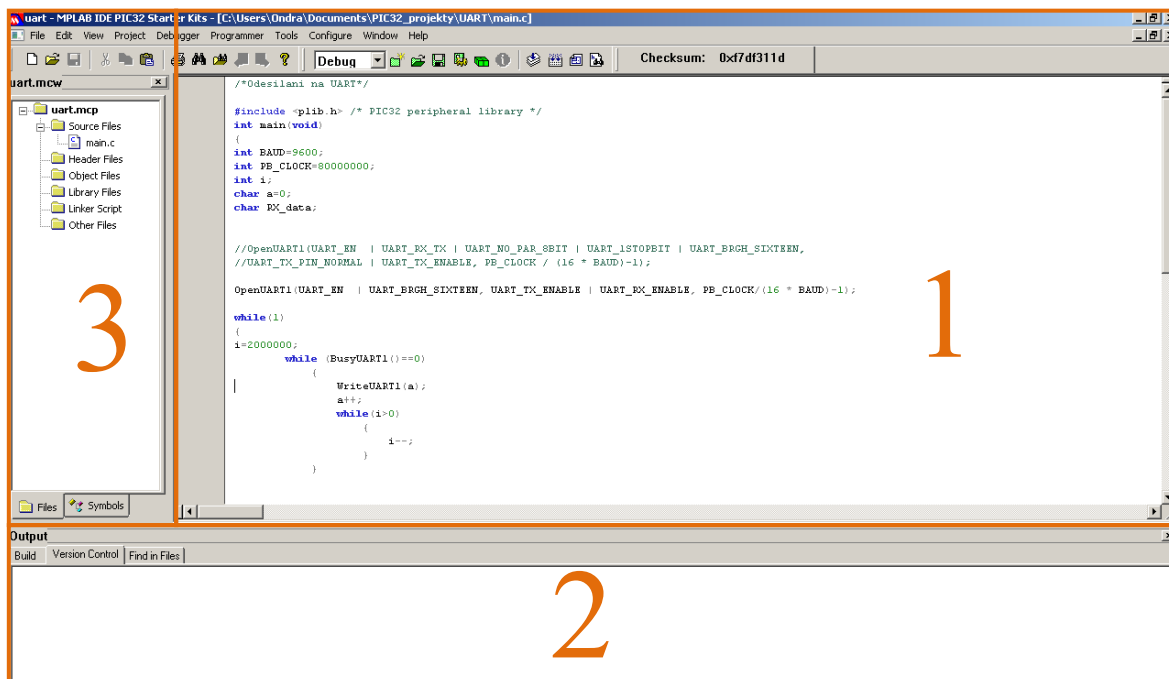 uart - MPLAB IDE PIC32 Starter Kits - [C:\Users\Ondra\Documents\PIC32_projekty\UART\main.c]
File Edit View Project Debugger Programmer Tools Configure Window Help
Debug
Checksum: 0xf7df311d
uart.mcw
uart.mcp
Source Files
main.c
Header Files
Object Files
Library Files
Linker Script
Other Files
Files Symbols
3
/*Odesilani na UART*/
#include <plib.h> /* PIC32 peripheral library */
int main(void)
{
int BAUD=9600;
int PB_CLOCK=80000000;
int i;
char a=0;
char RX_data;
//OpenUART1(UART_EN | UART_RX_TX | UART_NO_PAR_8BIT | UART_1STOPBIT | UART_BRGH_SIXTEEN,
//UART_TX_PIN_NORMAL | UART_TX_ENABLE, PB_CLOCK / (16 * BAUD)-1);
OpenUART1(UART_EN | UART_BRGH_SIXTEEN, UART_TX_ENABLE | UART_RX_ENABLE, PB_CLOCK/(16 * BAUD)-1);
while(1)
{
i=2000000;
while (BusyUART1()==0)
{
WriteUART1(a);
a++;
while(i>0)
{
i--;
}
}
1
Output
Build Version Control Find in Files
2